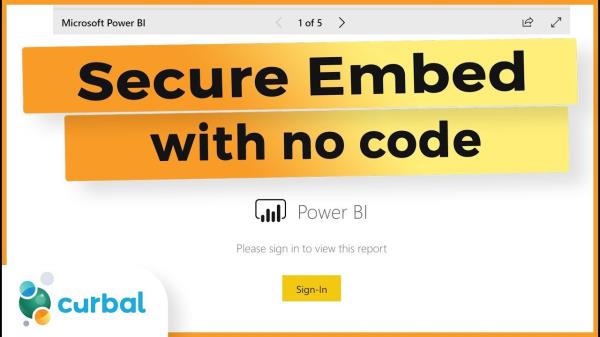 Microsoft Power BI
1 of 5
Secure Embed
with no code
Power BI
Please sign in to view this report
Sign-In
curbal